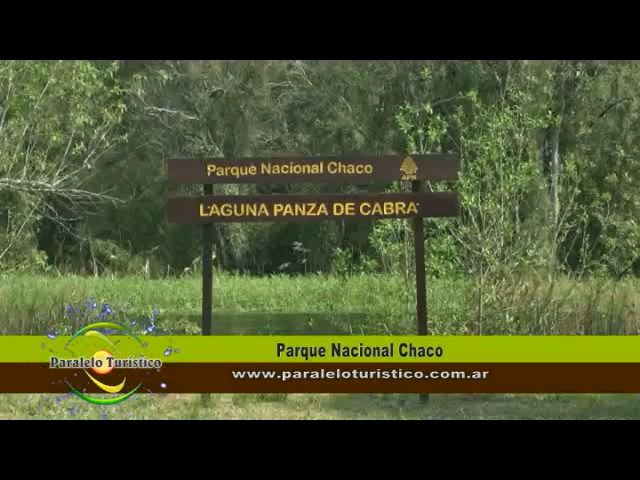 Parque Nacional Chaco
APN
LAGUNA PANZA DE CABRA
Parque Nacional Chaco
Paralelo Turístico
www.paraleloturistico.com.ar